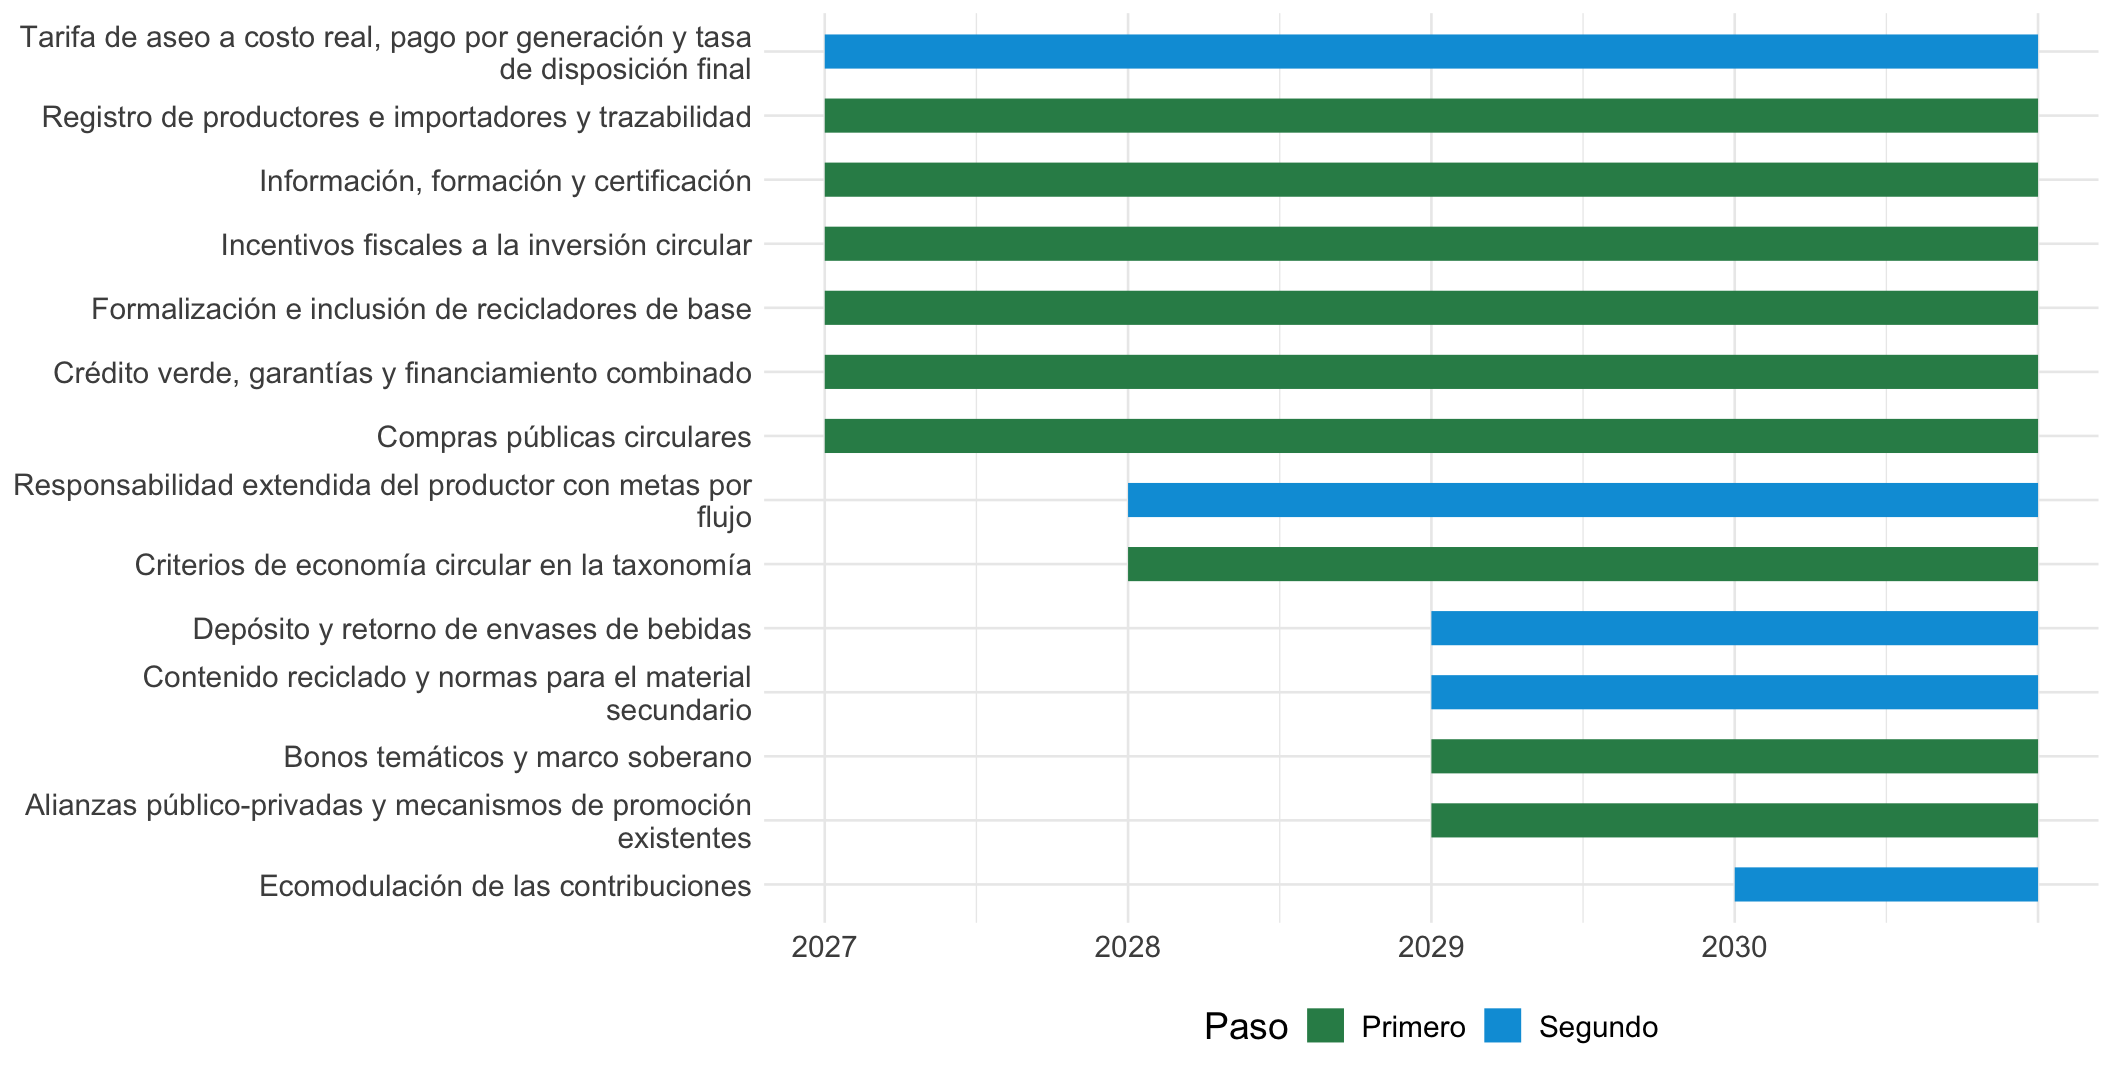 Tarifa de aseo a costo real, pago por generación y tasa
de disposición final
Registro de productores e importadores y trazabilidad
Información, formación y certificación
Incentivos fiscales a la inversión circular
Formalización e inclusión de recicladores de base
Crédito verde, garantías y financiamiento combinado
Compras públicas circulares
Responsabilidad extendida del productor con metas por
flujo
Criterios de economía circular en la taxonomía
Depósito y retorno de envases de bebidas
Contenido reciclado y normas para el material
secundario
Bonos temáticos y marco soberano
Alianzas público-privadas y mecanismos de promoción
existentes
Ecomodulación de las contribuciones
2027 2028 2029 2030
Paso Primero Segundo